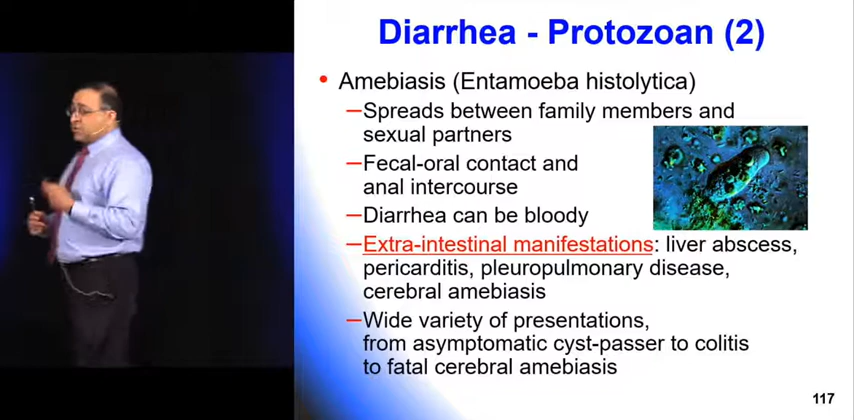 Diarrhea - Protozoan (2)
• Amebiasis (Entamoeba histolytica)
–Spreads between family members and
sexual partners
–Fecal-oral contact and
anal intercourse
–Diarrhea can be bloody
–Extra-intestinal manifestations: liver abscess,
pericarditis, pleuropulmonary disease,
cerebral amebiasis
–Wide variety of presentations,
from asymptomatic cyst-passer to colitis
to fatal cerebral amebiasis
117